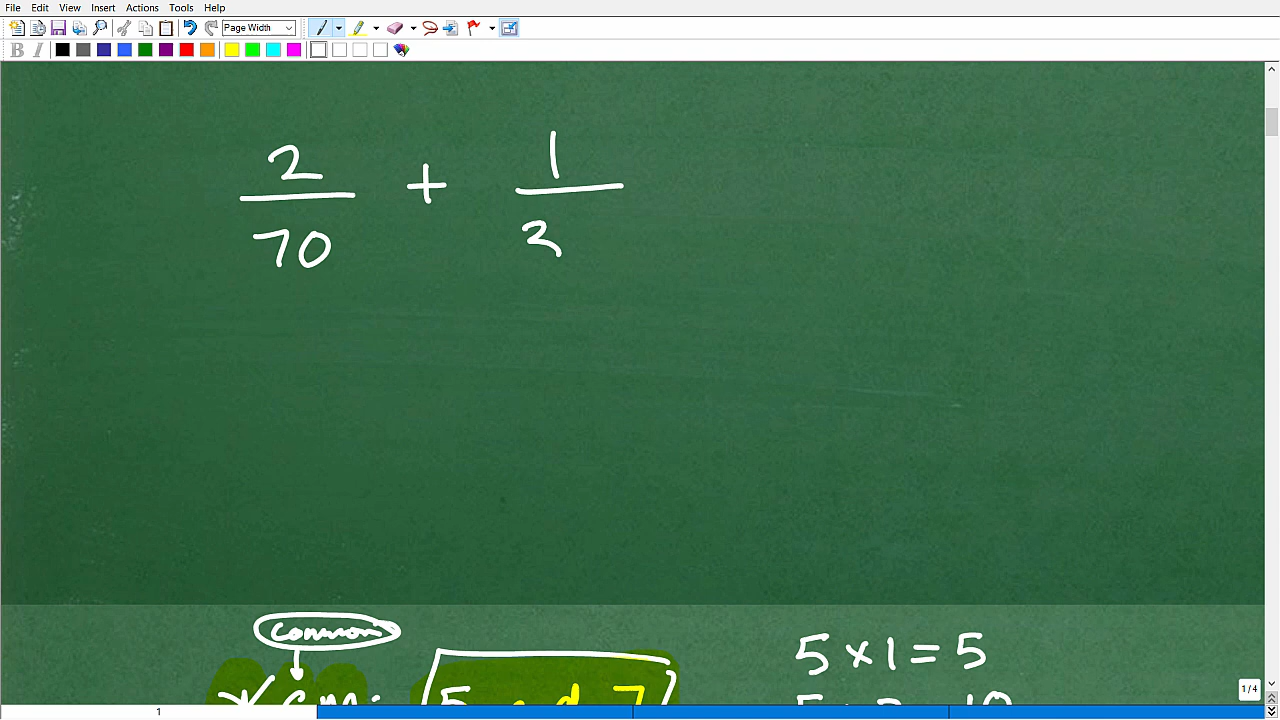 File Edit View Insert Actions Tools Help
Page Width
B I
2 + 1
70
common
5 × 1 = 5
LCM:
1/4
1